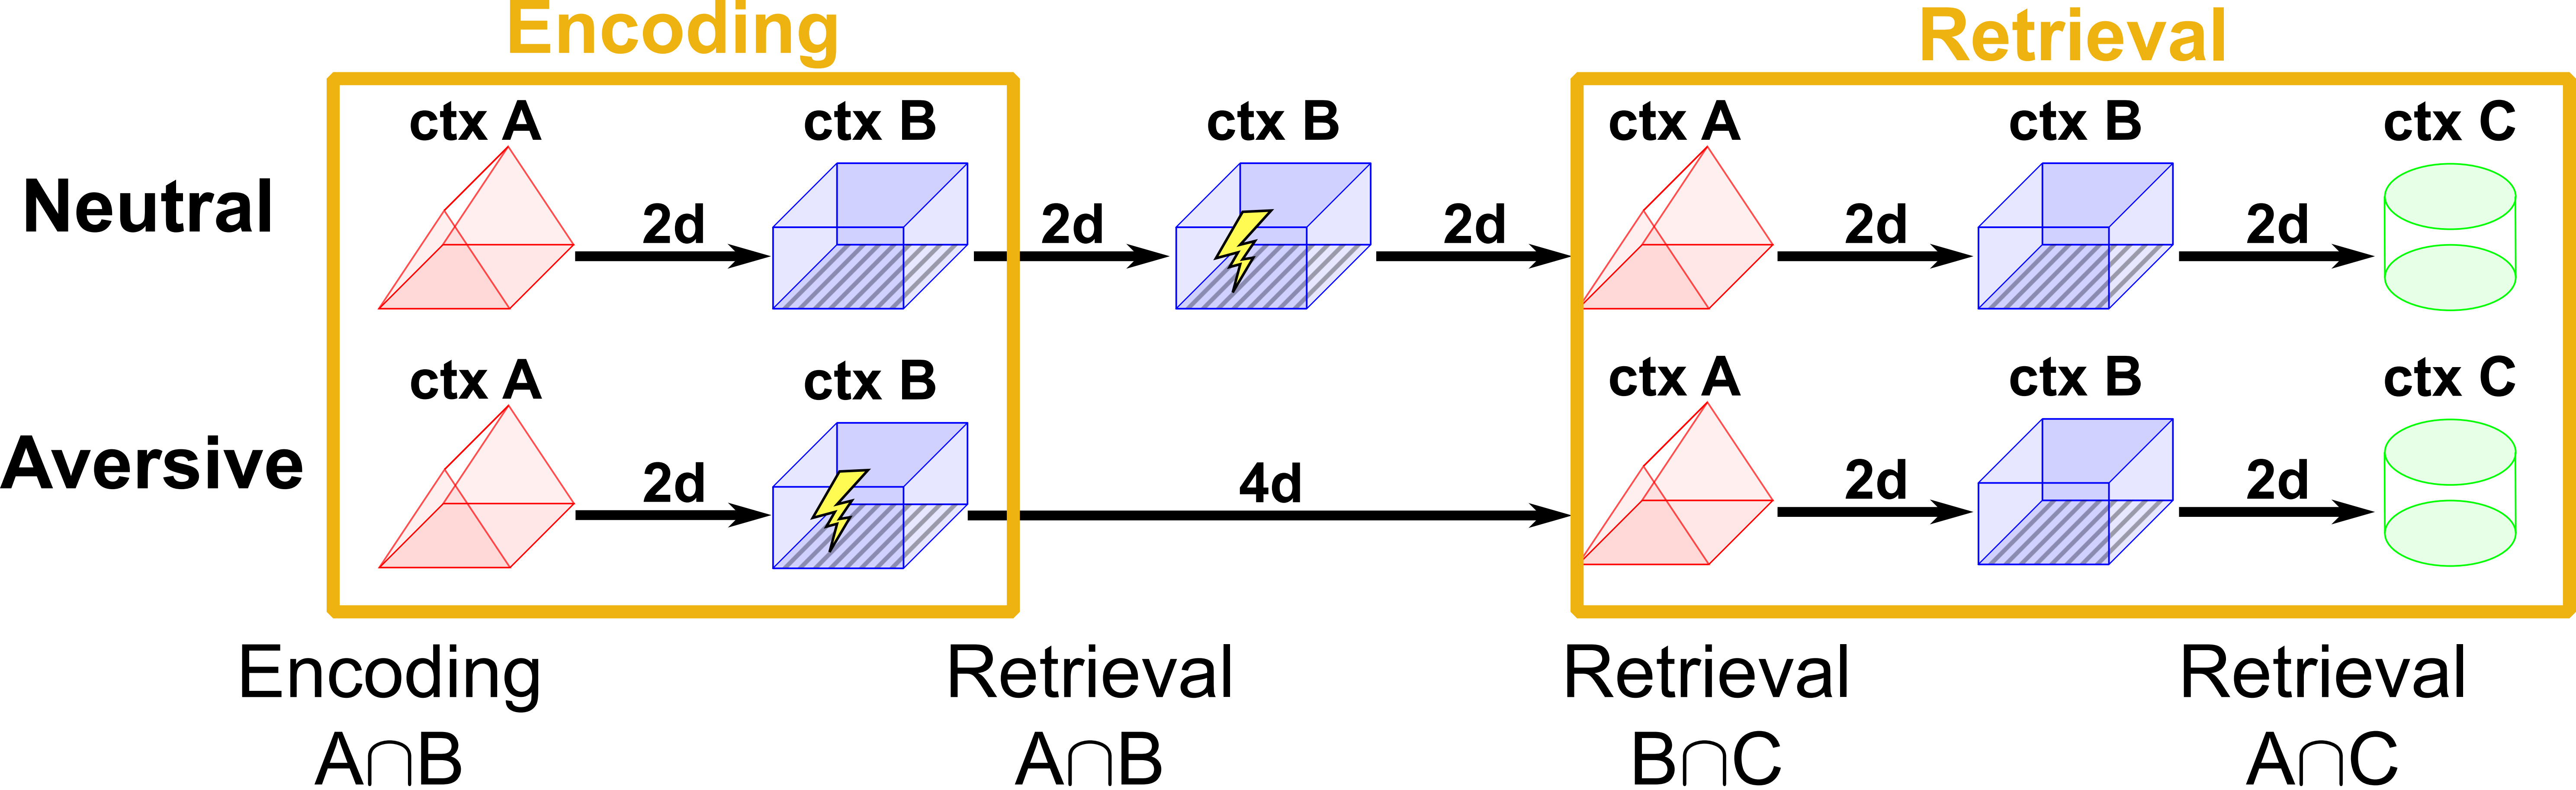 Encoding
Retrieval
ctx A
ctx B
ctx B
ctx A
ctx B
ctx C
Neutral
2d
2d
2d
2d
2d
ctx A
ctx B
ctx A
ctx B
ctx C
Aversive
2d
4d
2d
2d
Encoding
A∩B
Retrieval
A∩B
Retrieval
B∩C
Retrieval
A∩C